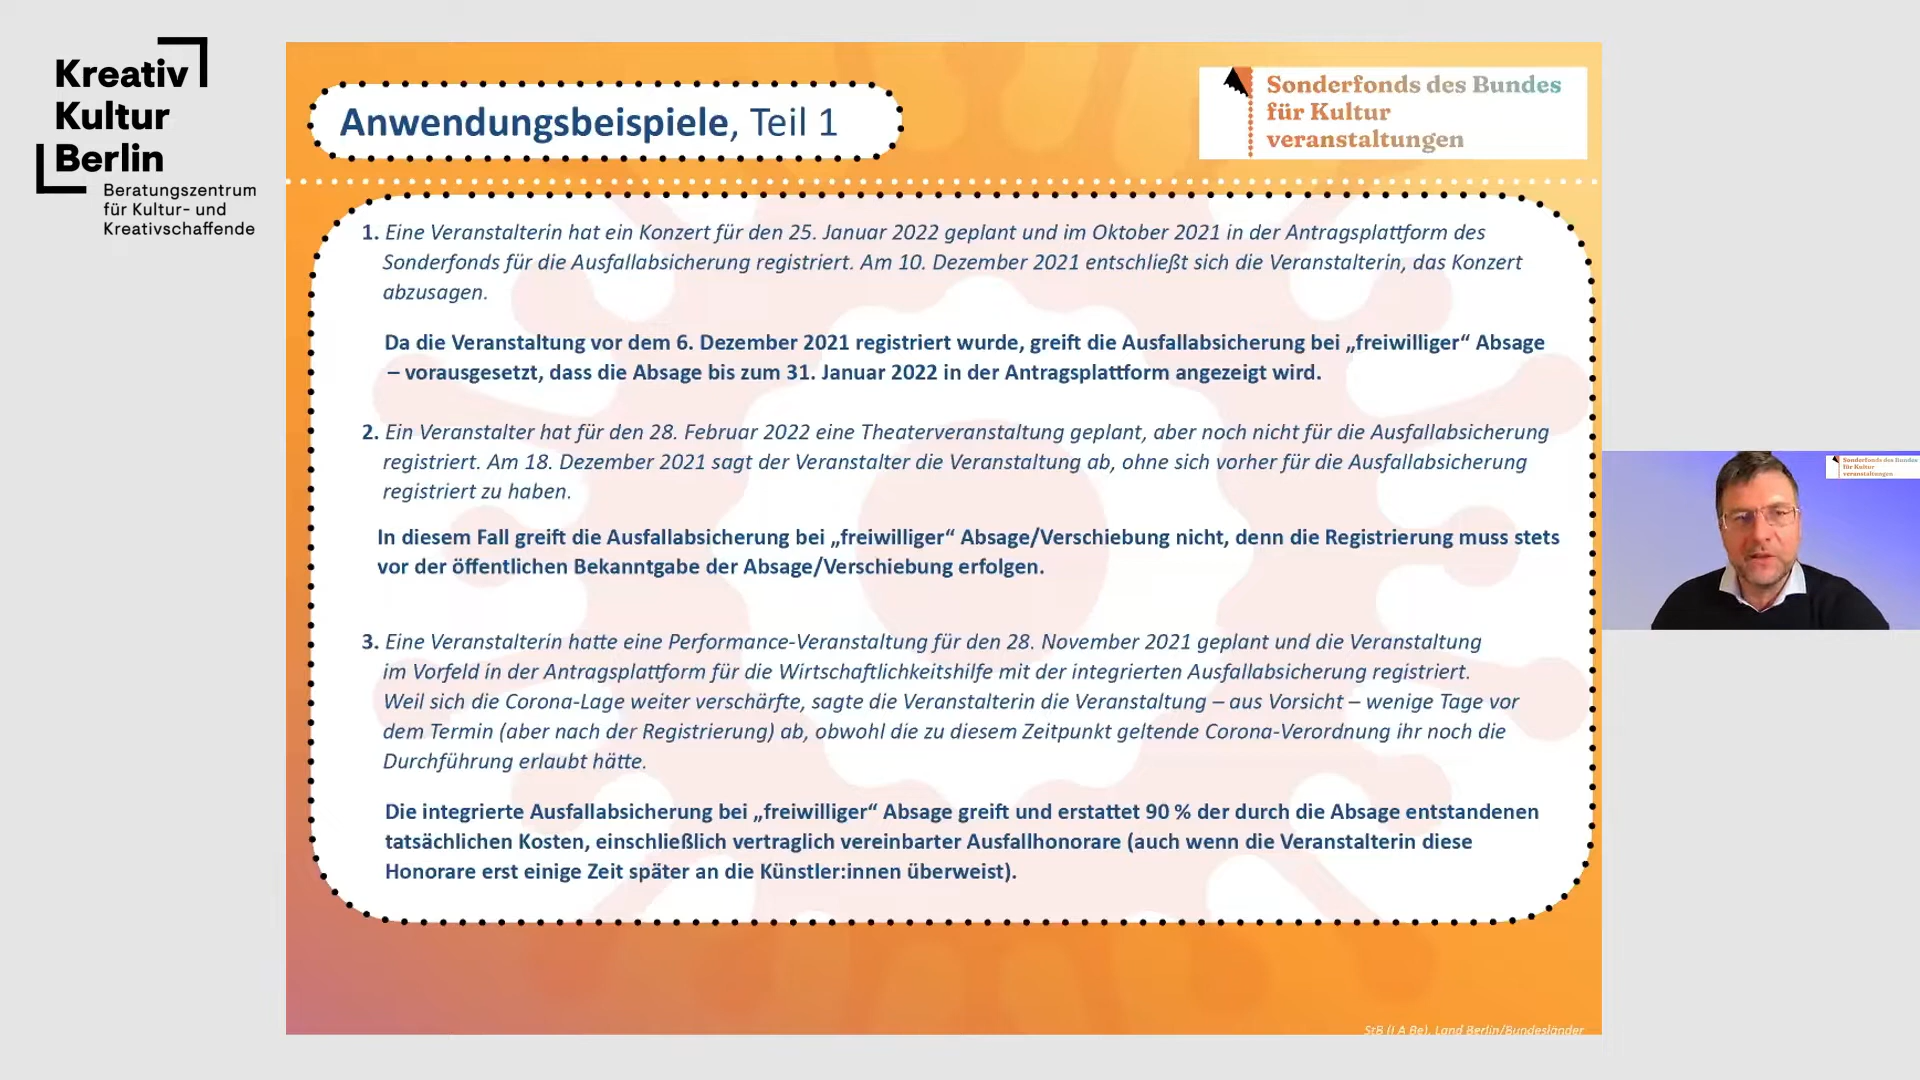 Kreativ
Kultur
Berlin
Beratungszentrum
für Kultur- und
Kreativschaffende
Anwendungsbeispiele, Teil 1
Sonderfonds des Bundes
für Kultur
veranstaltungen
1. Eine Veranstalterin hat ein Konzert für den 25. Januar 2022 geplant und im Oktober 2021 in der Antragsplattform des
Sonderfonds für die Ausfallabsicherung registriert. Am 10. Dezember 2021 entschließt sich die Veranstalterin, das Konzert
abzusagen.
Da die Veranstaltung vor dem 6. Dezember 2021 registriert wurde, greift die Ausfallabsicherung bei „freiwilliger“ Absage
– vorausgesetzt, dass die Absage bis zum 31. Januar 2022 in der Antragsplattform angezeigt wird.
2. Ein Veranstalter hat für den 28. Februar 2022 eine Theaterveranstaltung geplant, aber noch nicht für die Ausfallabsicherung
registriert. Am 18. Dezember 2021 sagt der Veranstalter die Veranstaltung ab, ohne sich vorher für die Ausfallabsicherung
registriert zu haben.
In diesem Fall greift die Ausfallabsicherung bei „freiwilliger“ Absage/Verschiebung nicht, denn die Registrierung muss stets
vor der öffentlichen Bekanntgabe der Absage/Verschiebung erfolgen.
3. Eine Veranstalterin hatte eine Performance-Veranstaltung für den 28. November 2021 geplant und die Veranstaltung
im Vorfeld in der Antragsplattform für die Wirtschaftlichkeitshilfe mit der integrierten Ausfallabsicherung registriert.
Weil sich die Corona-Lage weiter verschärfte, sagte die Veranstalterin die Veranstaltung – aus Vorsicht – wenige Tage vor
dem Termin (aber nach der Registrierung) ab, obwohl die zu diesem Zeitpunkt geltende Corona-Verordnung ihr noch die
Durchführung erlaubt hätte.
Die integrierte Ausfallabsicherung bei „freiwilliger“ Absage greift und erstattet 90 % der durch die Absage entstandenen
tatsächlichen Kosten, einschließlich vertraglich vereinbarter Ausfallhonorare (auch wenn die Veranstalterin diese
Honorare erst einige Zeit später an die Künstler:innen überweist).
Sonderfonds des Bundes
für Kultur
veranstaltungen
StB (I A Be), Land Berlin/Bundesländer